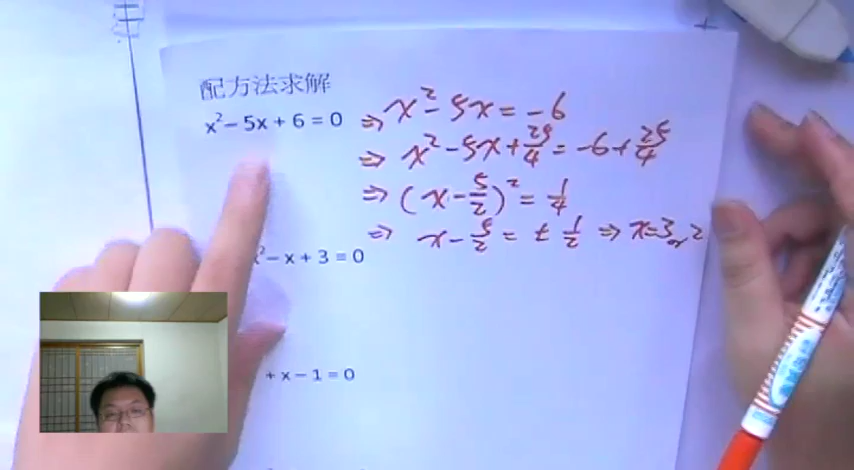 配方法求解
x² − 5x + 6 = 0 ⇒ x² − 5x = −6
⇒ x² − 5x + 25/4 = −6 + 25/4
⇒ (x − 5/2)² = 1/4
⇒ x − 5/2 = ± 1/2 ⇒ x = 3 or 2
x² − x + 3 = 0
+ x − 1 = 0